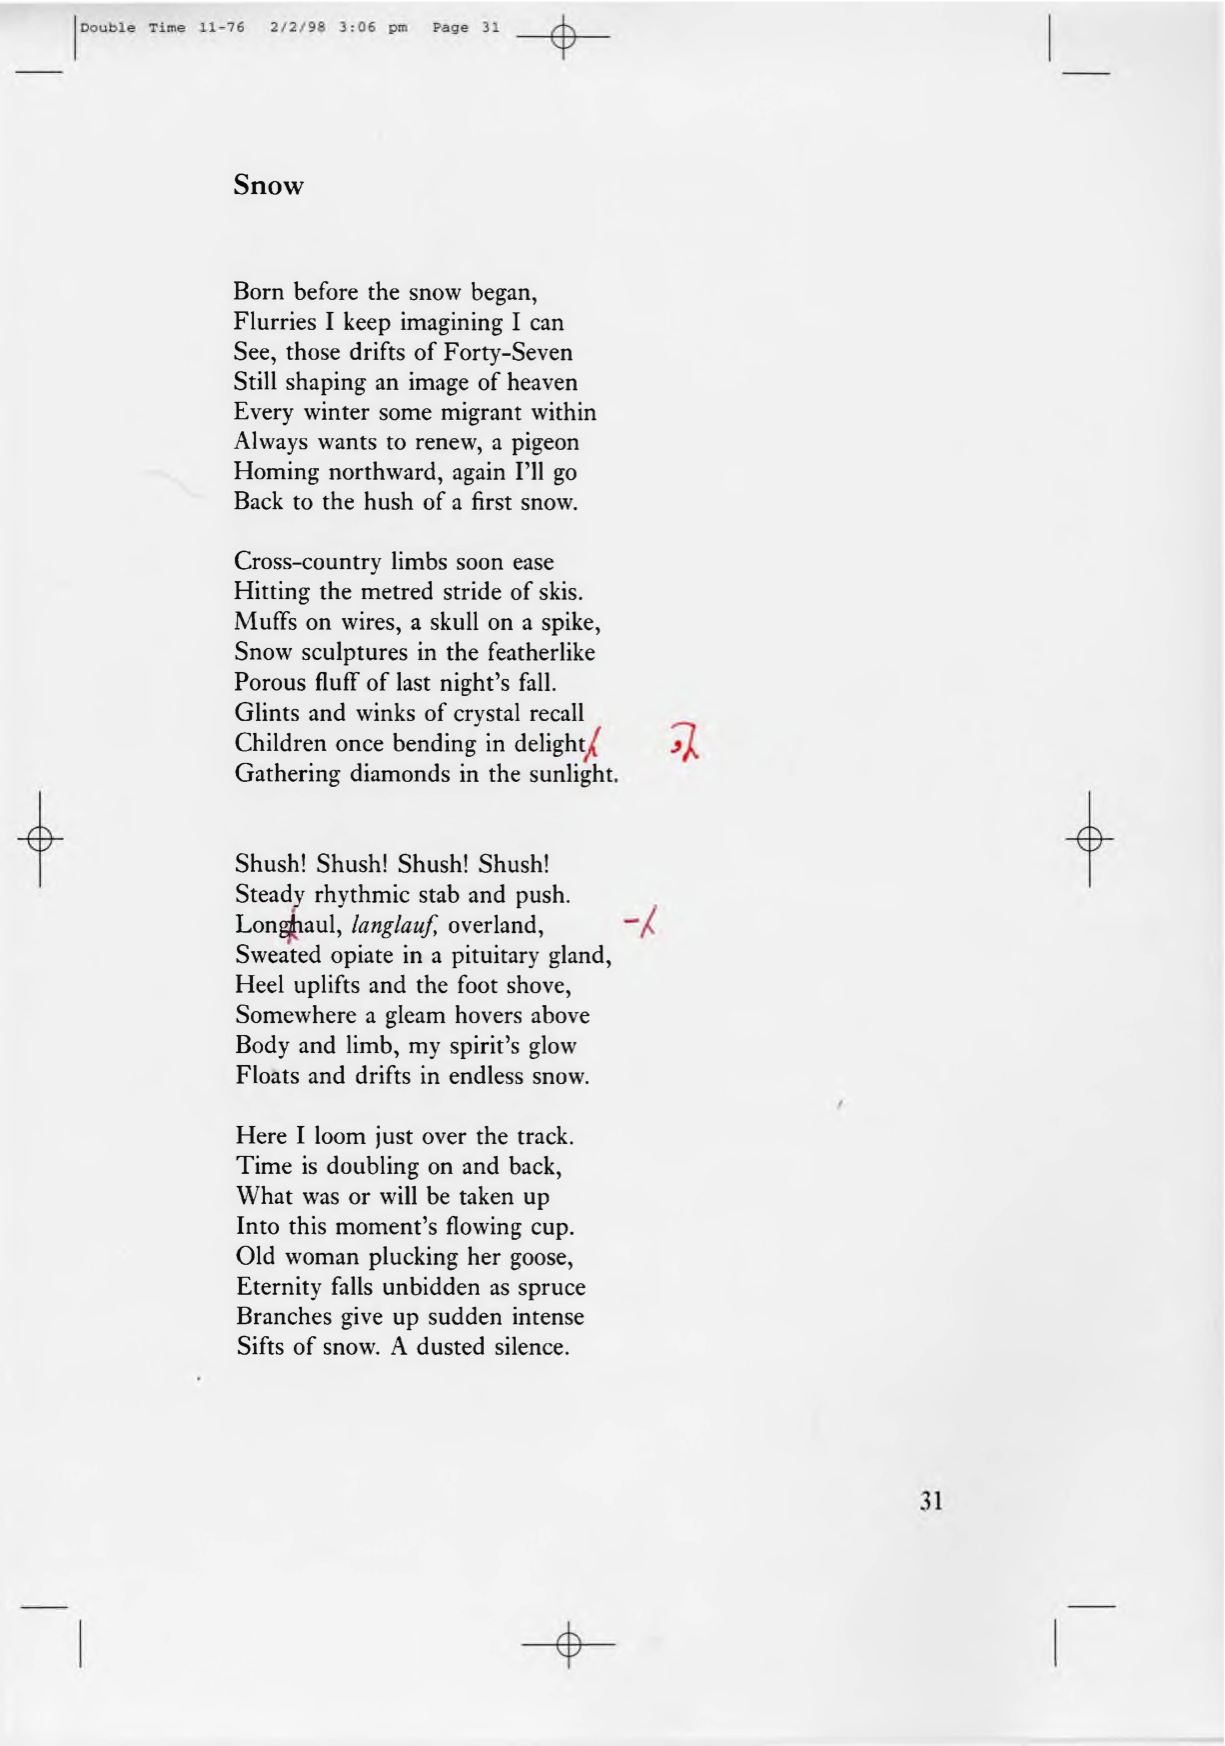 Double Time 11-76 2/2/98 3:06 pm Page 31
Snow
Born before the snow began,
Flurries I keep imagining I can
See, those drifts of Forty-Seven
Still shaping an image of heaven
Every winter some migrant within
Always wants to renew, a pigeon
Homing northward, again I'll go
Back to the hush of a first snow.
Cross-country limbs soon ease
Hitting the metred stride of skis.
Muffs on wires, a skull on a spike,
Snow sculptures in the featherlike
Porous fluff of last night's fall.
Glints and winks of crystal recall
Children once bending in delight ,
Gathering diamonds in the sunlight.
Shush! Shush! Shush! Shush!
Steady rhythmic stab and push.
Longhaul, langlauf, overland, -
Sweated opiate in a pituitary gland,
Heel uplifts and the foot shove,
Somewhere a gleam hovers above
Body and limb, my spirit's glow
Floats and drifts in endless snow.
Here I loom just over the track.
Time is doubling on and back,
What was or will be taken up
Into this moment's flowing cup.
Old woman plucking her goose,
Eternity falls unbidden as spruce
Branches give up sudden intense
Sifts of snow. A dusted silence.
31